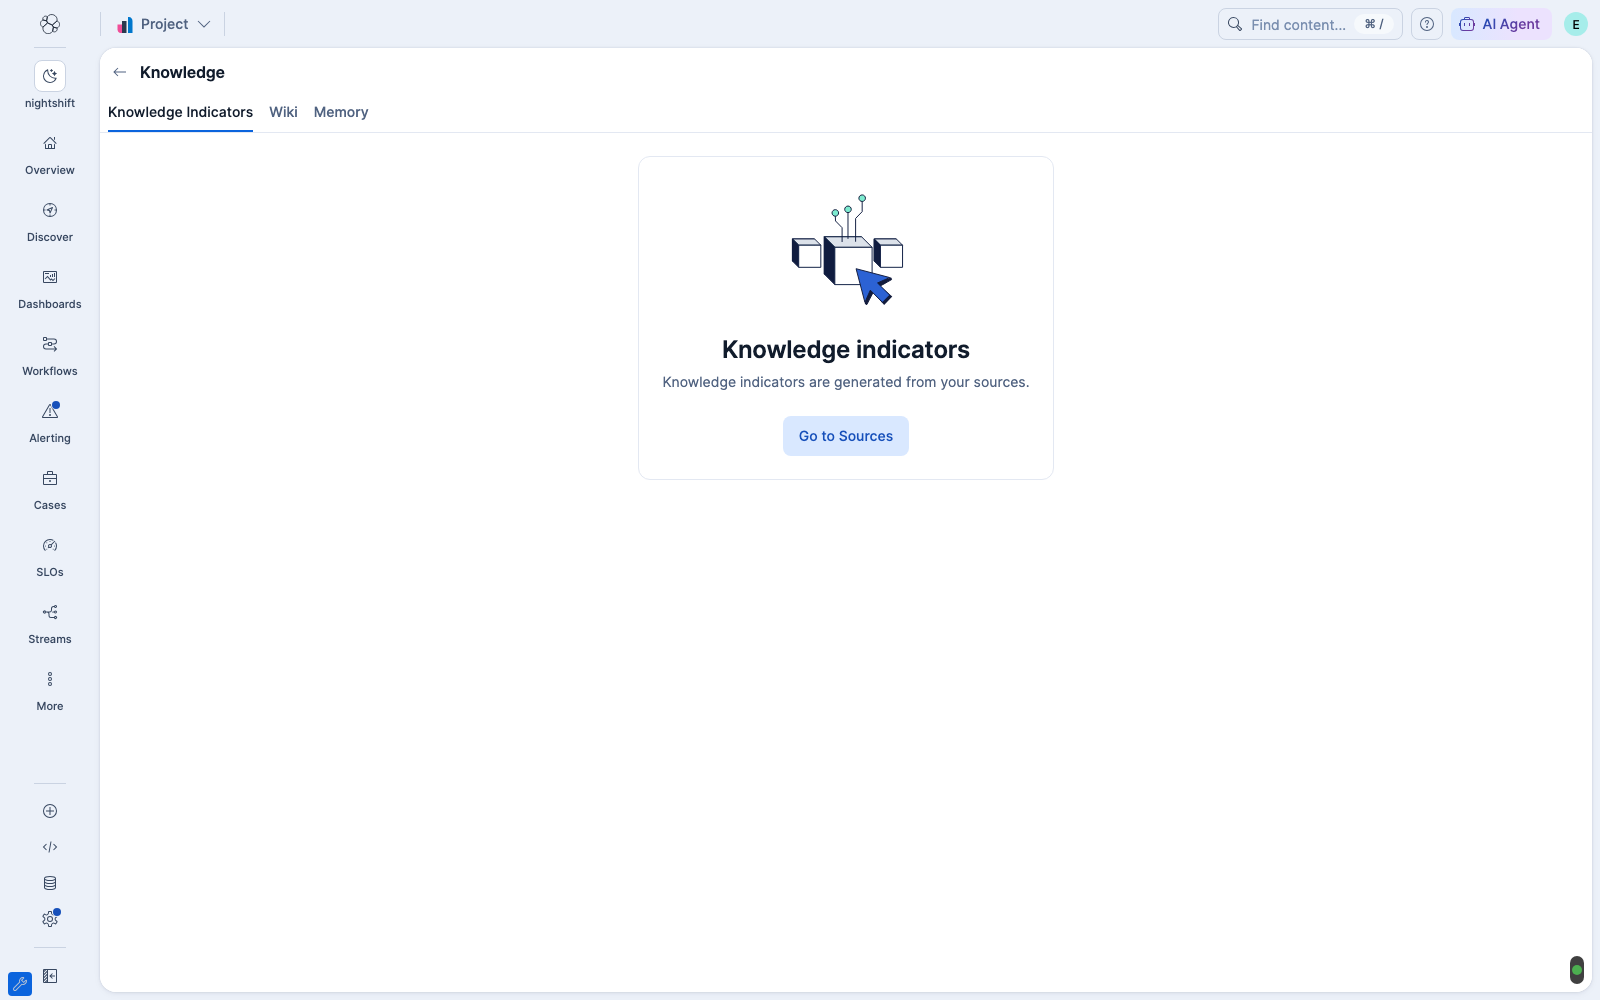 Project
Find content...
⌘ /
AI Agent
E
nightshift
Overview
Discover
Dashboards
Workflows
Alerting
Cases
SLOs
Streams
More
Knowledge
Knowledge Indicators
Wiki
Memory
Knowledge indicators
Knowledge indicators are generated from your sources.
Go to Sources